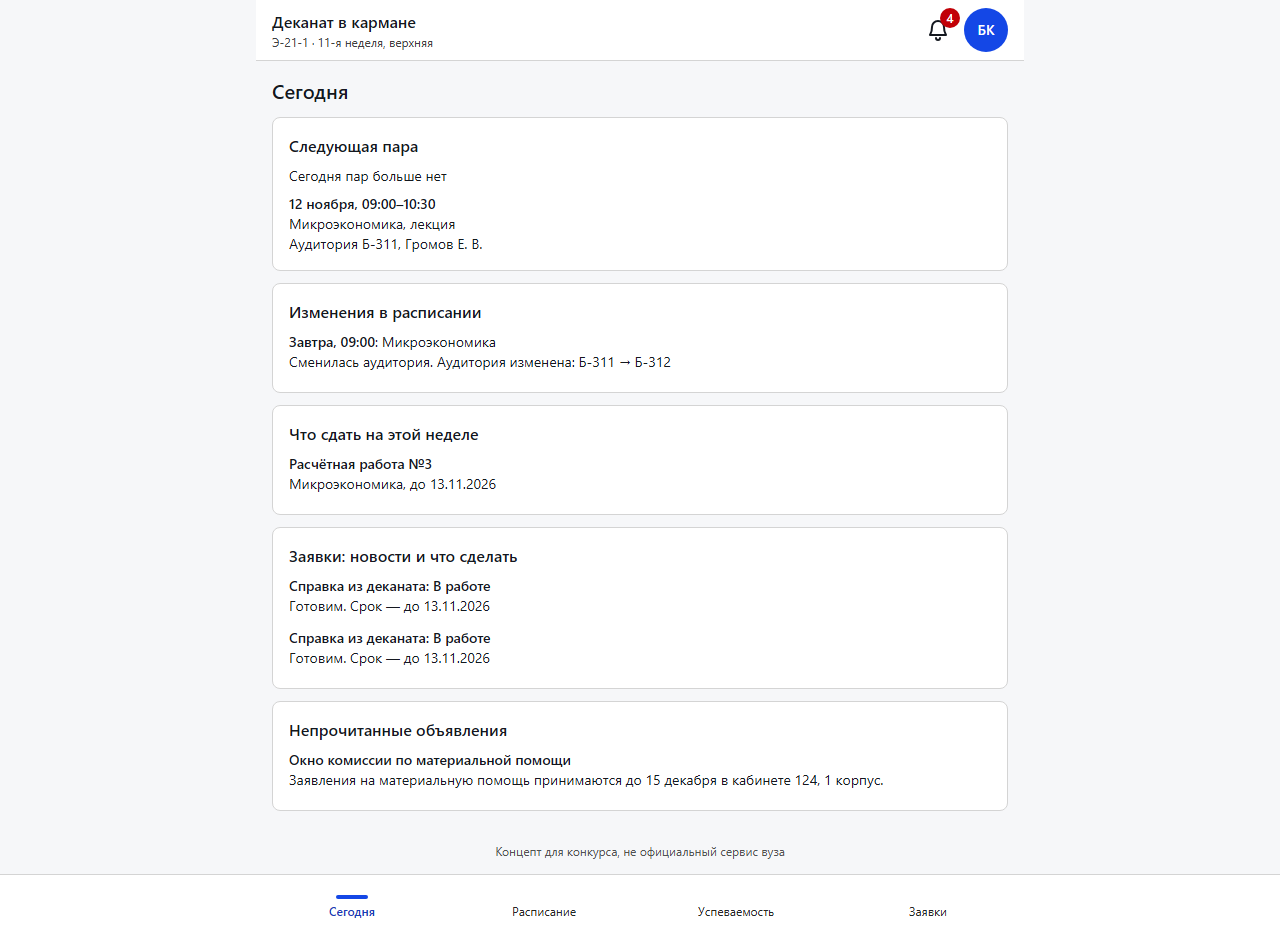 Деканат в кармане
Э-21-1 · 11-я неделя, верхняя
4
БК
Сегодня
Следующая пара
Сегодня пар больше нет
12 ноября, 09:00–10:30
Микроэкономика, лекция
Аудитория Б-311, Громов Е. В.
Изменения в расписании
Завтра, 09:00: Микроэкономика
Сменилась аудитория. Аудитория изменена: Б-311 → Б-312
Что сдать на этой неделе
Расчётная работа №3
Микроэкономика, до 13.11.2026
Заявки: новости и что сделать
Справка из деканата: В работе
Готовим. Срок — до 13.11.2026
Справка из деканата: В работе
Готовим. Срок — до 13.11.2026
Непрочитанные объявления
Окно комиссии по материальной помощи
Заявления на материальную помощь принимаются до 15 декабря в кабинете 124, 1 корпус.
Концепт для конкурса, не официальный сервис вуза
Сегодня
Расписание
Успеваемость
Заявки